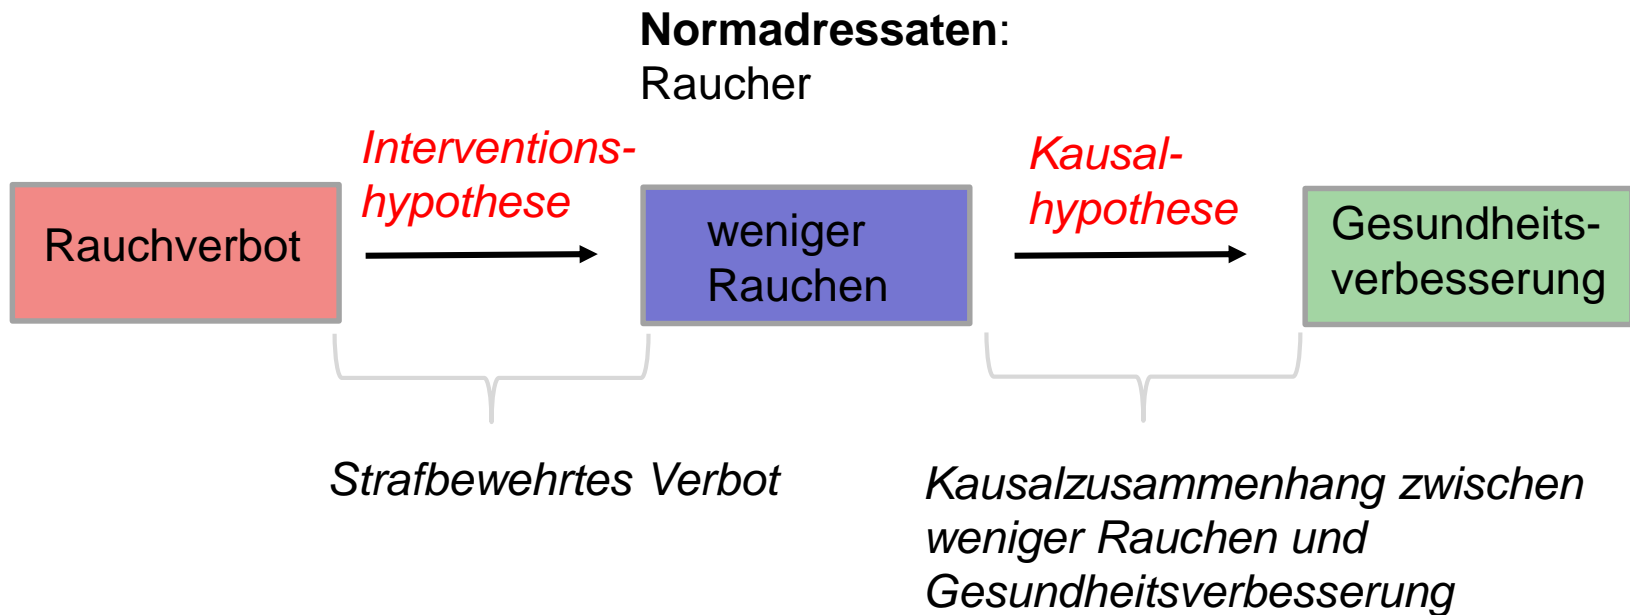 Normadressaten:
Raucher
Interventions-
hypothese
Kausal-
hypothese
Rauchverbot
weniger
Rauchen
Gesundheits-
verbesserung
Strafbewehrtes Verbot
Kausalzusammenhang zwischen
weniger Rauchen und
Gesundheitsverbesserung